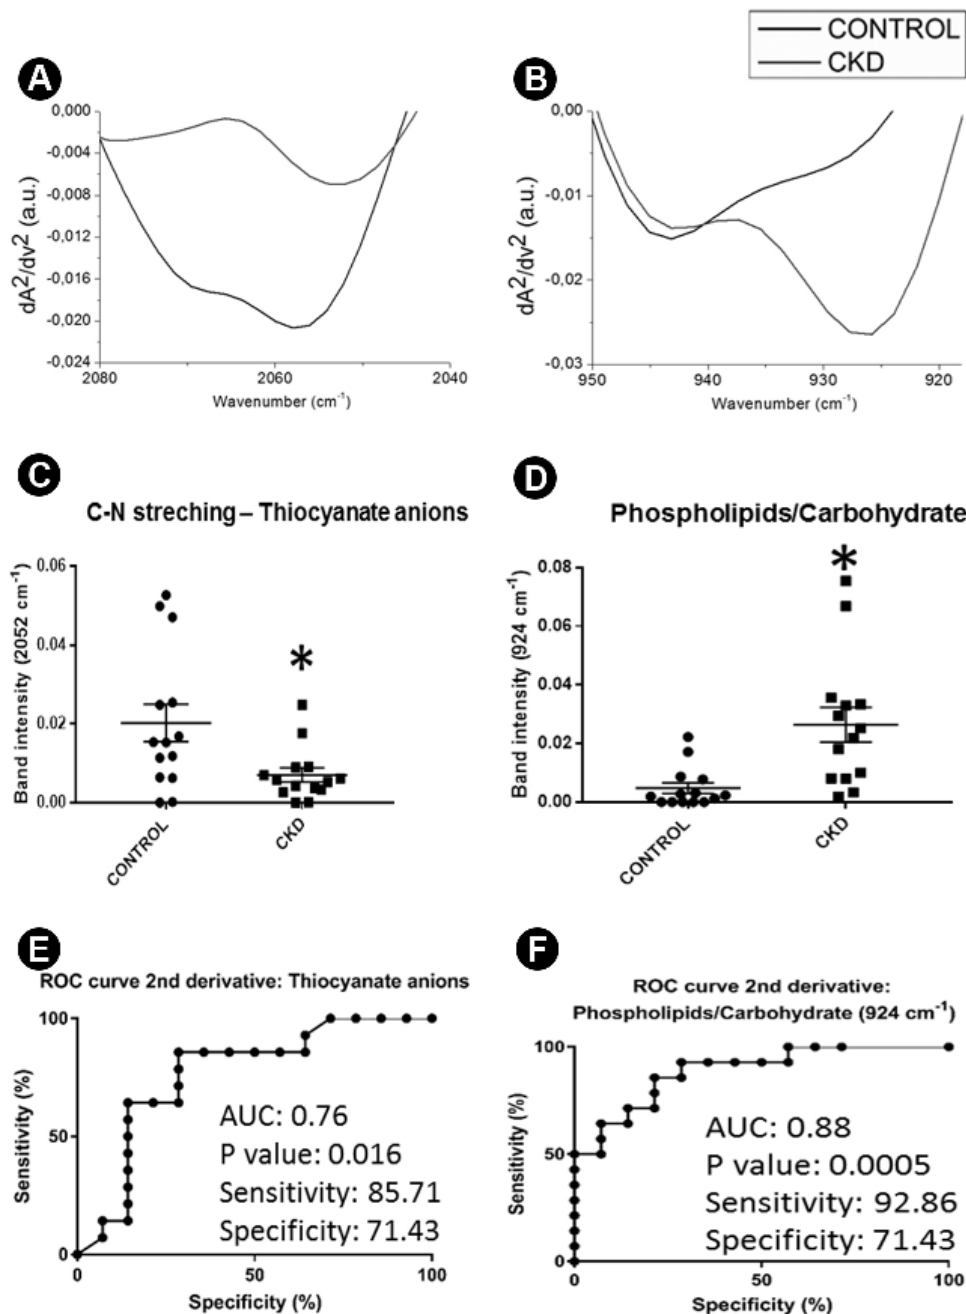 CONTROL
CKD
A
B
0,000
-0,004
-0,008
-0,012
-0,016
-0,020
-0,024
dA²/dv² (a.u.)
2080
2060
2040
Wavenumber (cm⁻¹)
0,00
-0,01
-0,02
-0,03
dA²/dv² (a.u.)
950
940
930
920
Wavenumber (cm⁻¹)
C
C-N streching – Thiocyanate anions
Band intensity (2052 cm⁻¹)
0.06
0.04
0.02
0.00
*
CONTROL
CKD
D
Phospholipids/Carbohydrate
Band intensity (924 cm⁻¹)
0.08
0.06
0.04
0.02
0.00
*
CONTROL
CKD
E
ROC curve 2nd derivative: Thiocyanate anions
Sensitivity (%)
100
50
0
AUC: 0.76
P value: 0.016
Sensitivity: 85.71
Specificity: 71.43
0
50
100
Specificity (%)
F
ROC curve 2nd derivative:
Phospholipids/Carbohydrate (924 cm⁻¹)
Sensitivity (%)
100
50
0
AUC: 0.88
P value: 0.0005
Sensitivity: 92.86
Specificity: 71.43
0
50
100
Specificity (%)